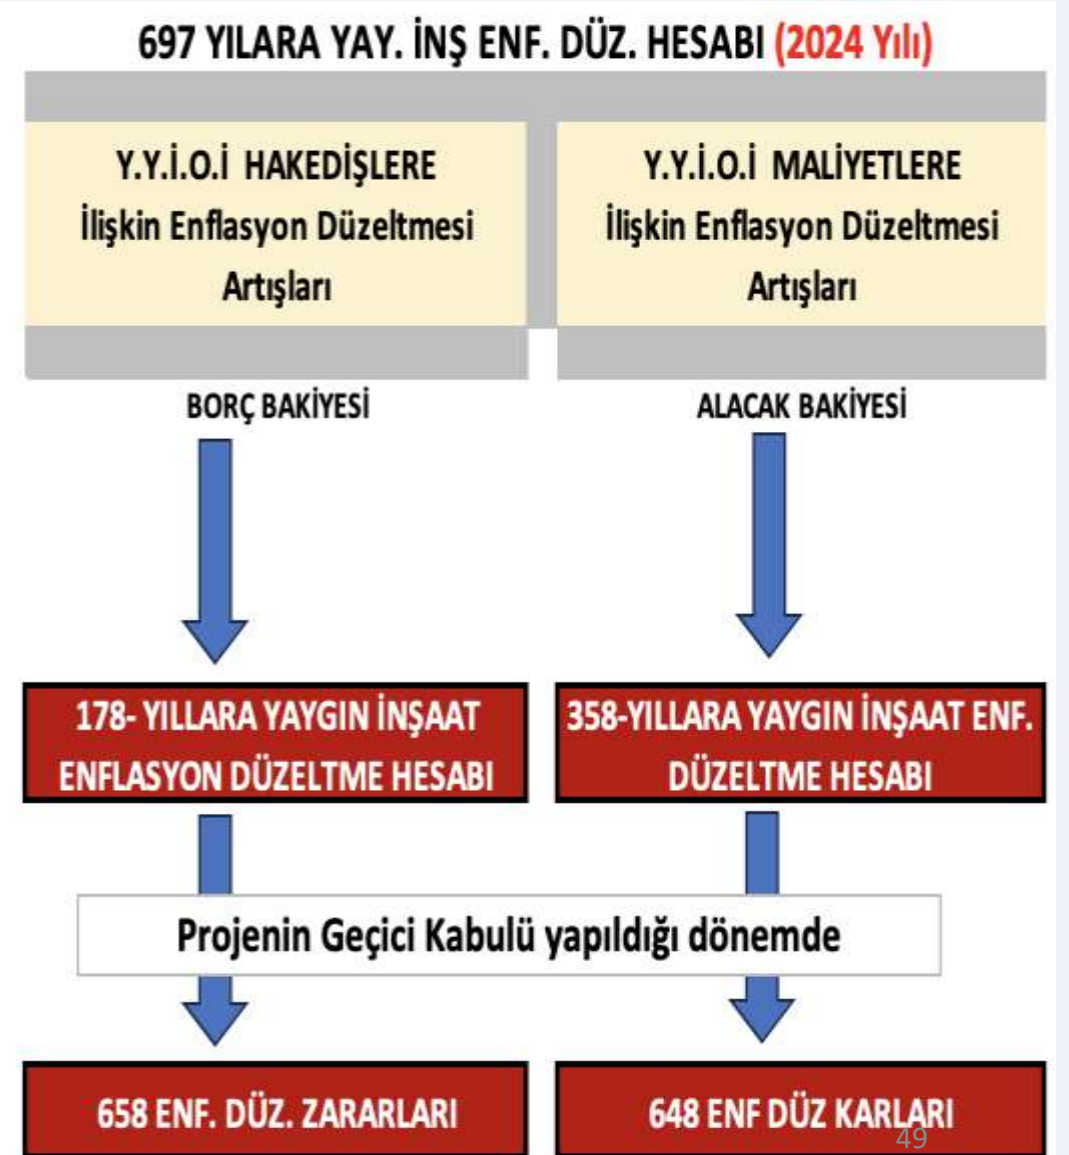 697 YILARA YAY. İNŞ ENF. DÜZ. HESABI (2024 Yılı)
Y.Y.İ.O.İ HAKEDİŞLERE
İlişkin Enflasyon Düzeltmesi
Artışları
Y.Y.İ.O.İ MALİYETLERE
İlişkin Enflasyon Düzeltmesi
Artışları
BORÇ BAKİYESİ
ALACAK BAKİYESİ
178- YILLARA YAYGIN İNŞAAT
ENFLASYON DÜZELTME HESABI
358-YILLARA YAYGIN İNŞAAT ENF.
DÜZELTME HESABI
Projenin Geçici Kabulü yapıldığı dönemde
658 ENF. DÜZ. ZARARLARI
648 ENF DÜZ KARLARI
49